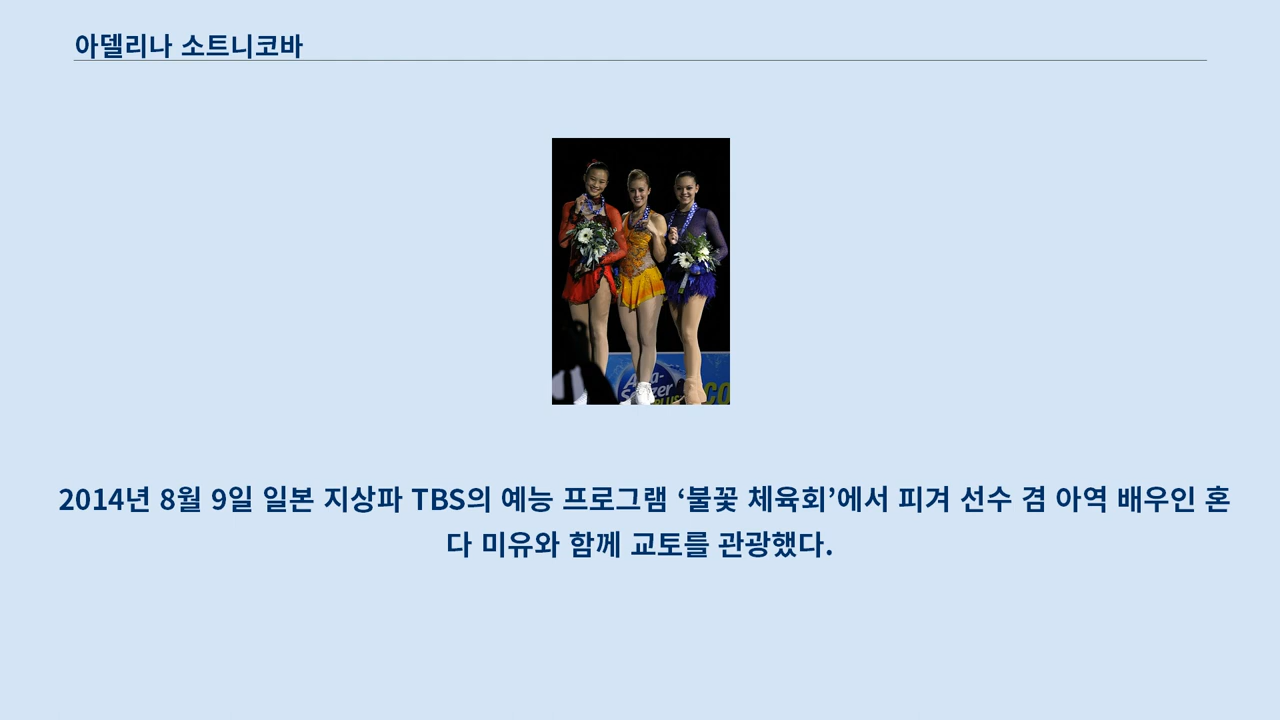 아델리나 소트니코바
PLUS
2014년 8월 9일 일본 지상파 TBS의 예능 프로그램 ‘불꽃 체육회’에서 피겨 선수 겸 아역 배우인 혼
다 미유와 함께 교토를 관광했다.